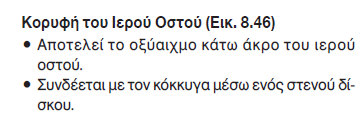 Κορυφή του Ιερού Οστού (Εικ. 8.46)
● Αποτελεί το οξύαιχμο κάτω άκρο του ιερού
οστού.
● Συνδέεται με τον κόκκυγα μέσω ενός στενού δί-
σκου.